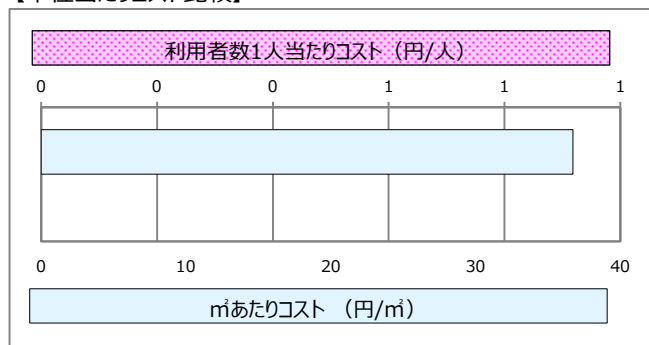 【単位当たりコスト比較】
利用者数1人当たりコスト（円/人）
0 0 0 1 1 1
0 10 20 30 40
㎡あたりコスト （円/㎡）